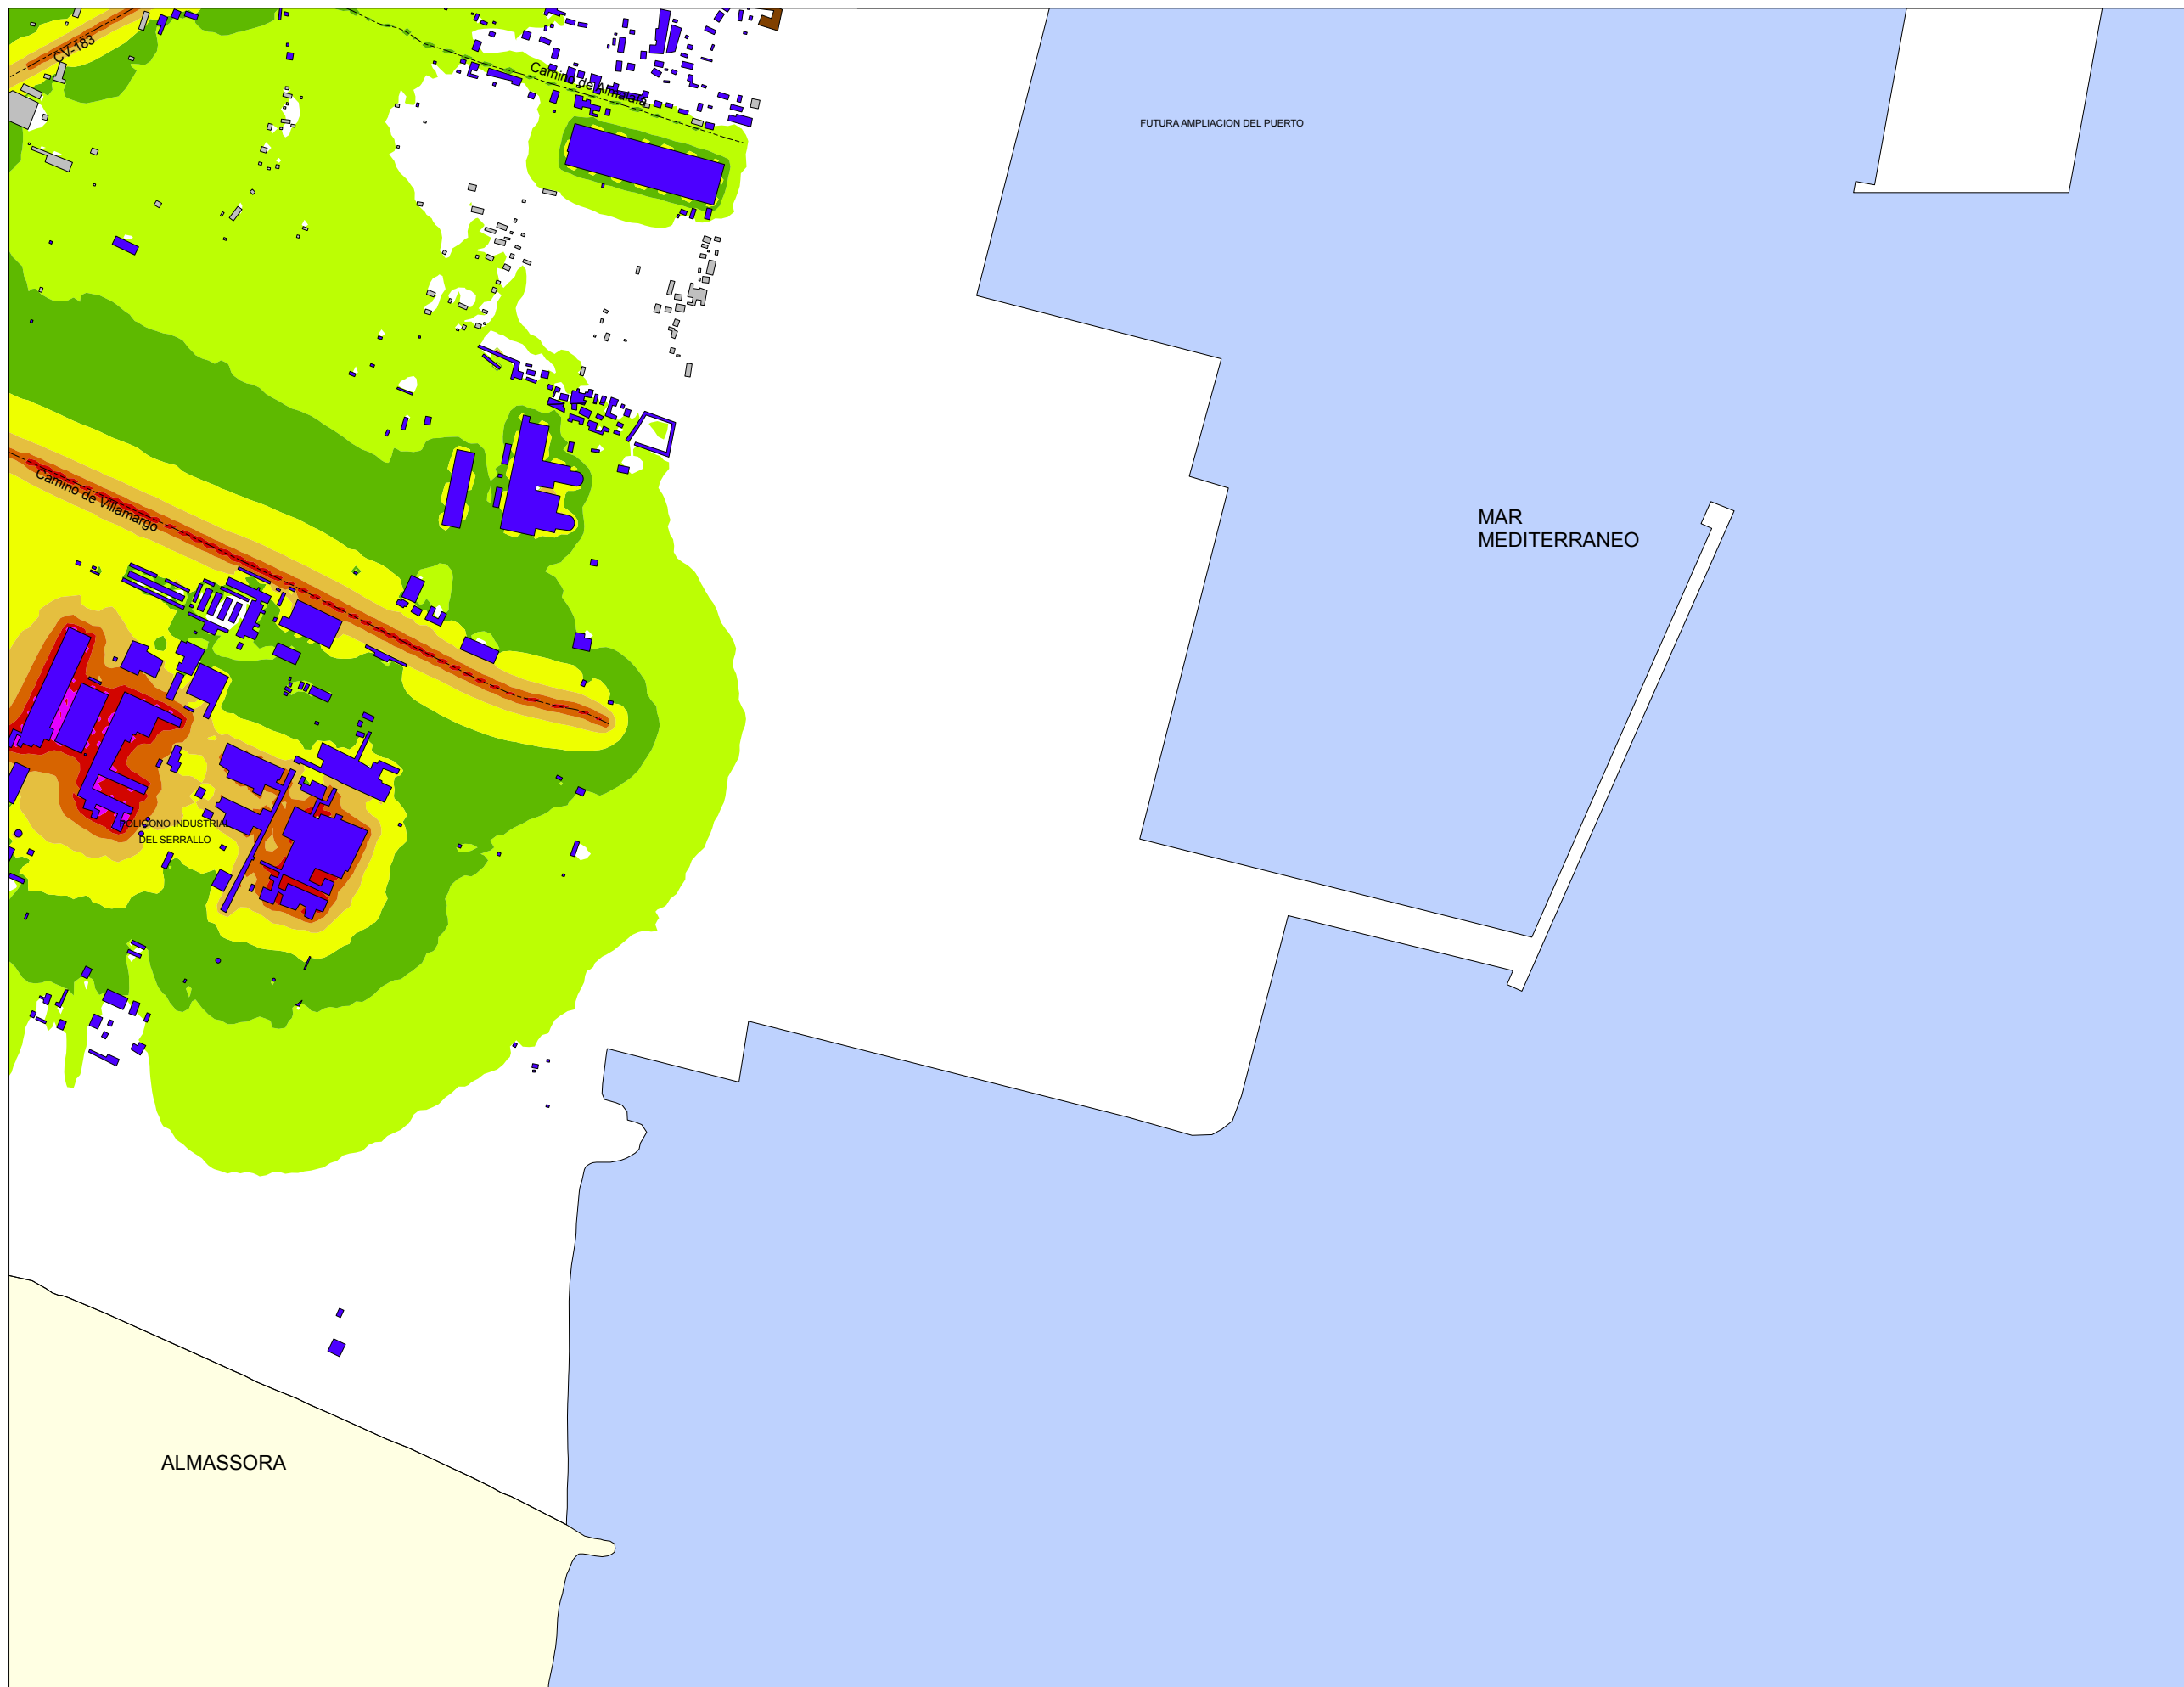 CV-183
Camino de Almalafa
FUTURA AMPLIACION DEL PUERTO
Camino de Villamargo
MAR
MEDITERRANEO
POLIGONO INDUSTRIAL
DEL SERRALLO
ALMASSORA